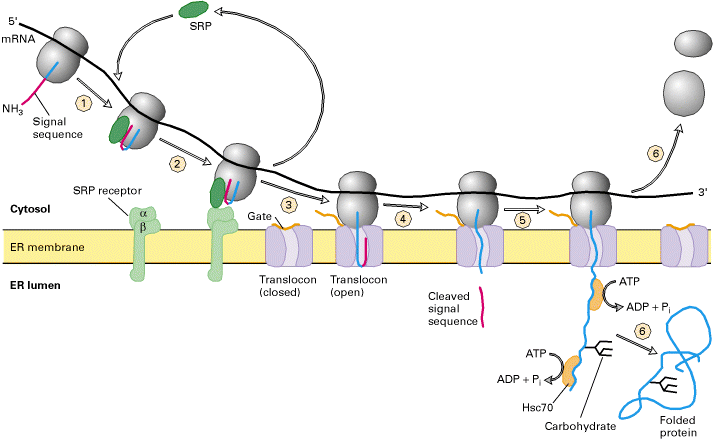 5'
mRNA
SRP
NH3
Signal
sequence
1
2
SRP receptor
α
β
Cytosol
Gate
3
4
5
6
3'
ER membrane
ER lumen
Translocon
(closed)
Translocon
(open)
Cleaved
signal
sequence
ATP
ADP + Pi
6
ATP
ADP + Pi
Hsc70
Carbohydrate
Folded
protein